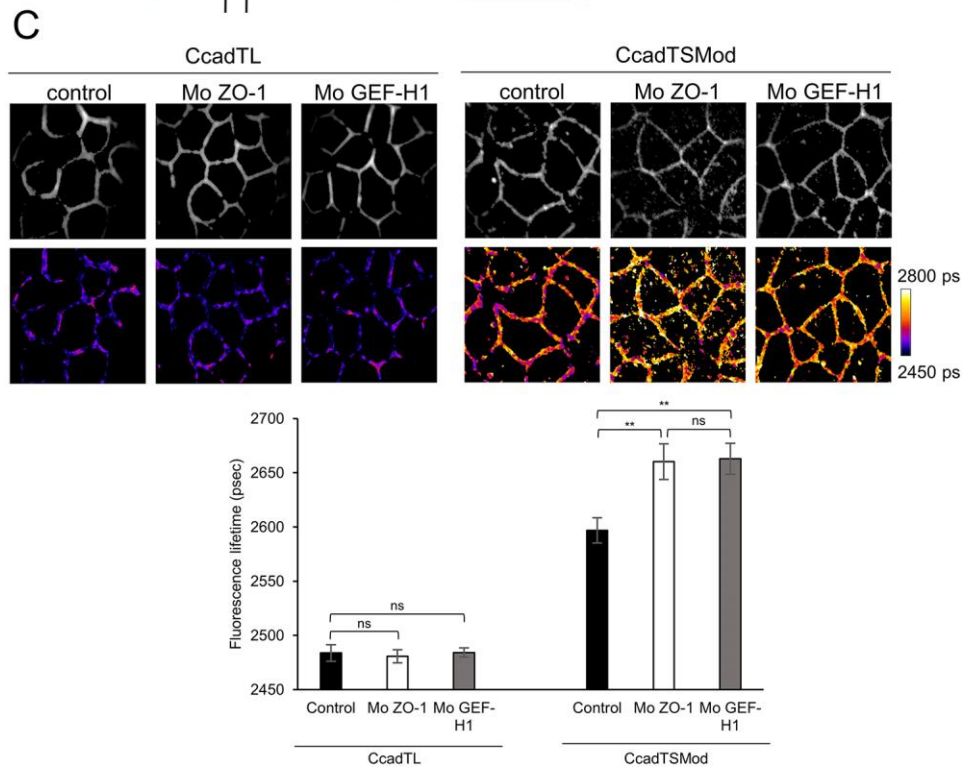 C
CcadTL
CcadTSMod
control
Mo ZO-1
Mo GEF-H1
control
Mo ZO-1
Mo GEF-H1
2800 ps
2450 ps
Fluorescence lifetime (psec)
2700
2650
2600
2550
2500
2450
ns
ns
**
**
ns
Control
Mo ZO-1
Mo GEF-
H1
Control
Mo ZO-1
Mo GEF-
H1
CcadTL
CcadTSMod